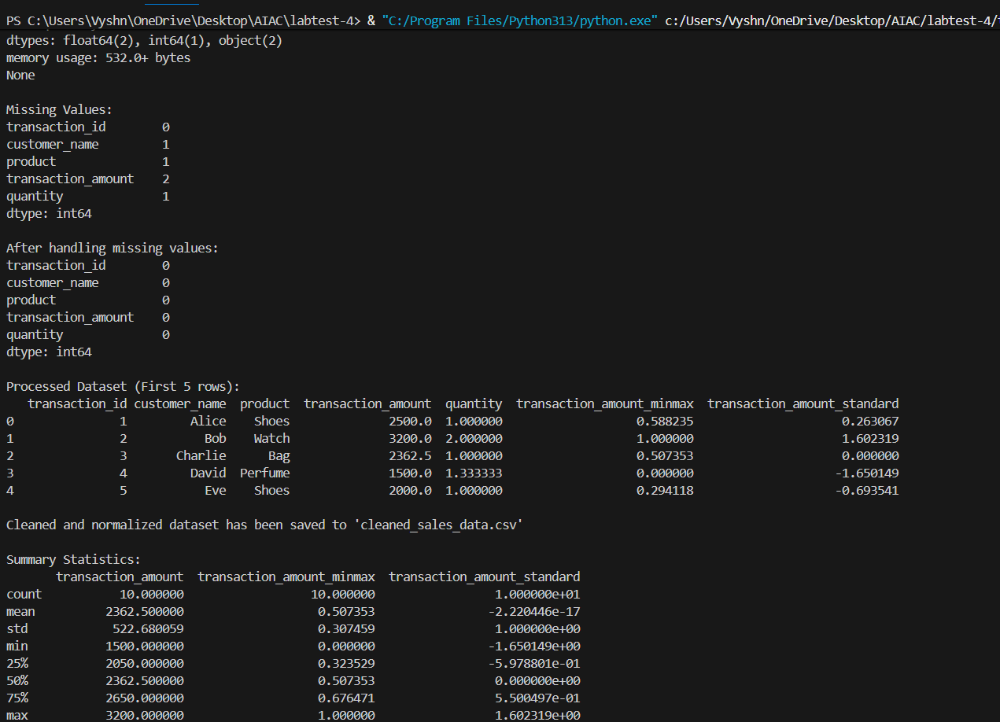 PS C:\Users\Vyshn\OneDrive\Desktop\AIAC\labtest-4> & "C:/Program Files/Python313/python.exe" c:/Users/Vyshn/OneDrive/Desktop/AIAC/labtest-4/
dtypes: float64(2), int64(1), object(2)
memory usage: 532.0+ bytes
None
Missing Values:
transaction_id 0
customer_name 1
product 1
transaction_amount 2
quantity 1
dtype: int64
After handling missing values:
transaction_id 0
customer_name 0
product 0
transaction_amount 0
quantity 0
dtype: int64
Processed Dataset (First 5 rows):
transaction_id customer_name product transaction_amount quantity transaction_amount_minmax transaction_amount_standard
0 1 Alice Shoes 2500.0 1.000000 0.588235 0.263067
1 2 Bob Watch 3200.0 2.000000 1.000000 1.602319
2 3 Charlie Bag 2362.5 1.000000 0.507353 0.000000
3 4 David Perfume 1500.0 1.333333 0.000000 -1.650149
4 5 Eve Shoes 2000.0 1.000000 0.294118 -0.693541
Cleaned and normalized dataset has been saved to 'cleaned_sales_data.csv'
Summary Statistics:
transaction_amount transaction_amount_minmax transaction_amount_standard
count 10.000000 10.000000 1.000000e+01
mean 2362.500000 0.507353 -2.220446e-17
std 522.680059 0.307459 1.000000e+00
min 1500.000000 0.000000 -1.650149e+00
25% 2050.000000 0.323529 -5.978801e-01
50% 2362.500000 0.507353 0.000000e+00
75% 2650.000000 0.676471 5.500497e-01
max 3200.000000 1.000000 1.602319e+00